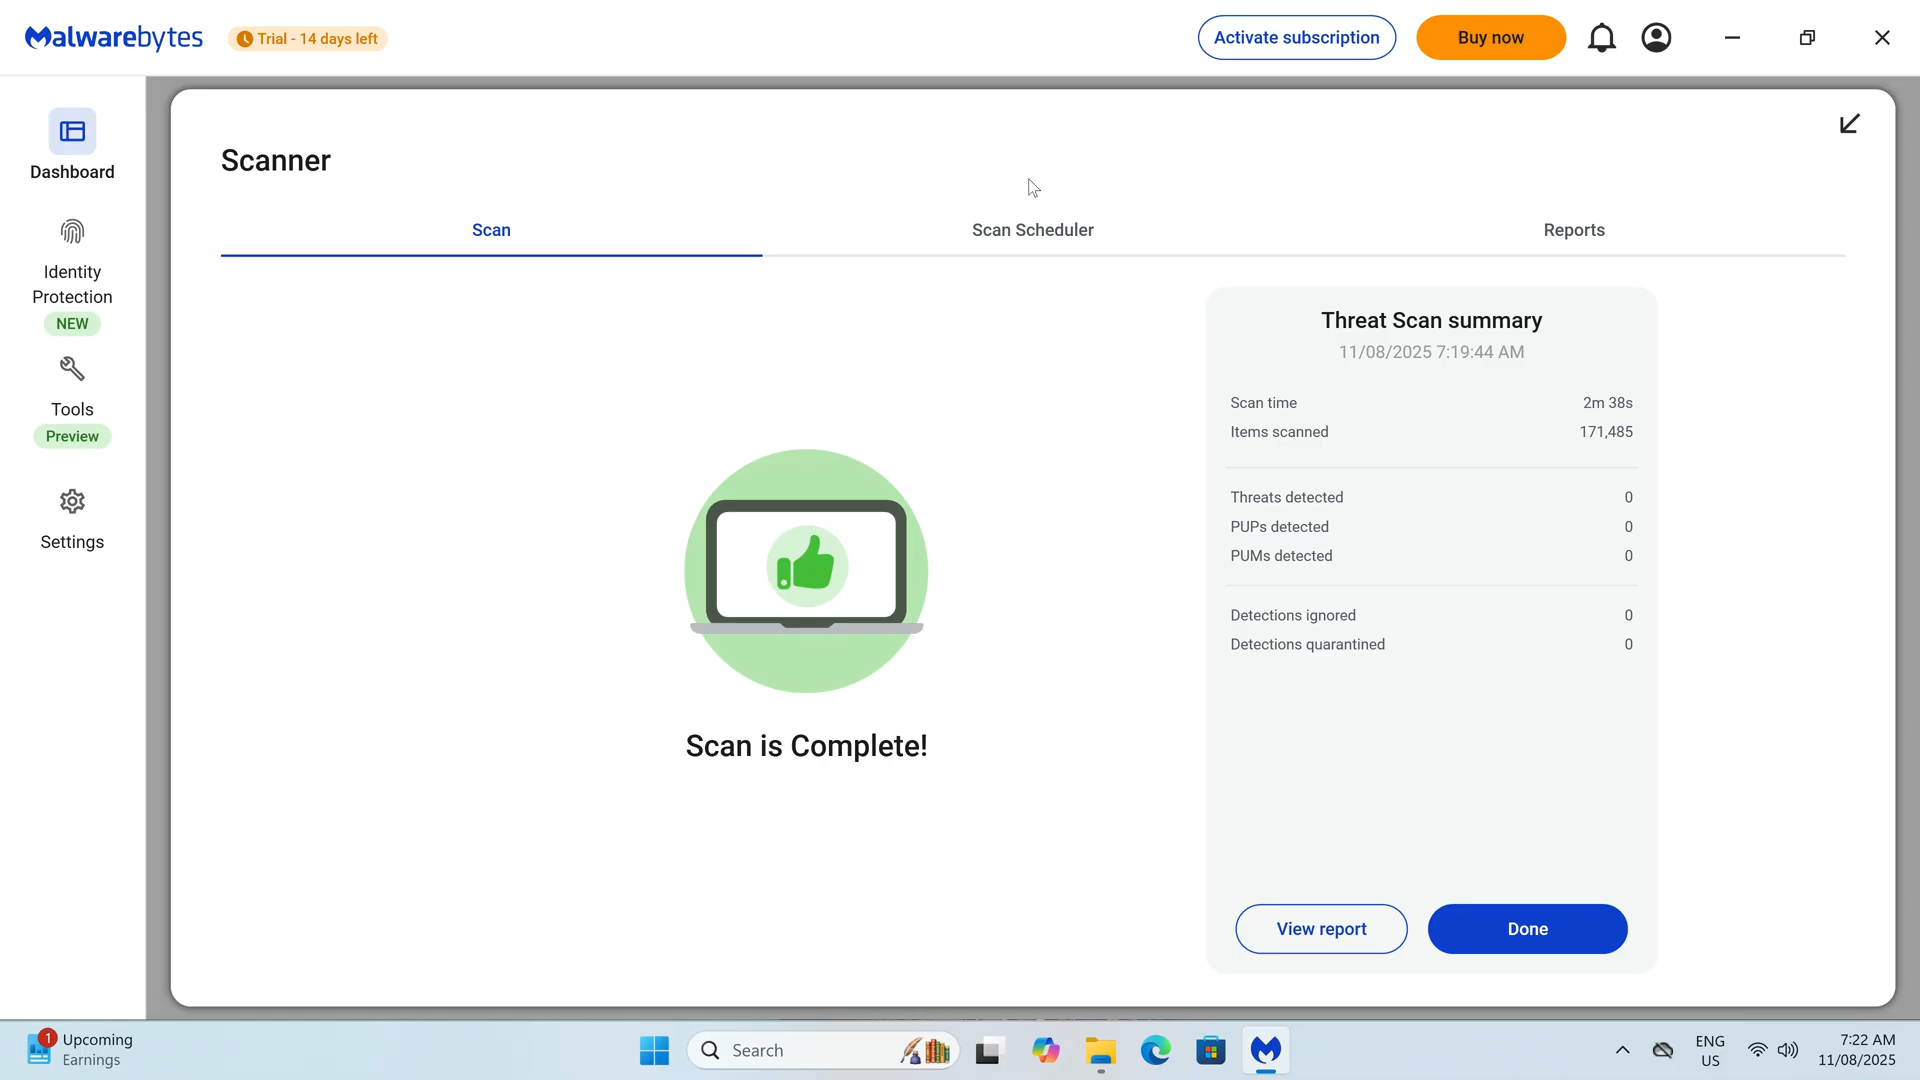 Malwarebytes
Trial - 14 days left
Activate subscription
Buy now
Dashboard
Identity
Protection
NEW
Tools
Preview
Settings
Scanner
Scan
Scan Scheduler
Reports
Scan is Complete!
Threat Scan summary
11/08/2025 7:19:44 AM
Scan time 2m 38s
Items scanned 171,485
Threats detected 0
PUPs detected 0
PUMs detected 0
Detections ignored 0
Detections quarantined 0
View report
Done
1
Upcoming
Earnings
Search
ENG
US
7:22 AM
11/08/2025